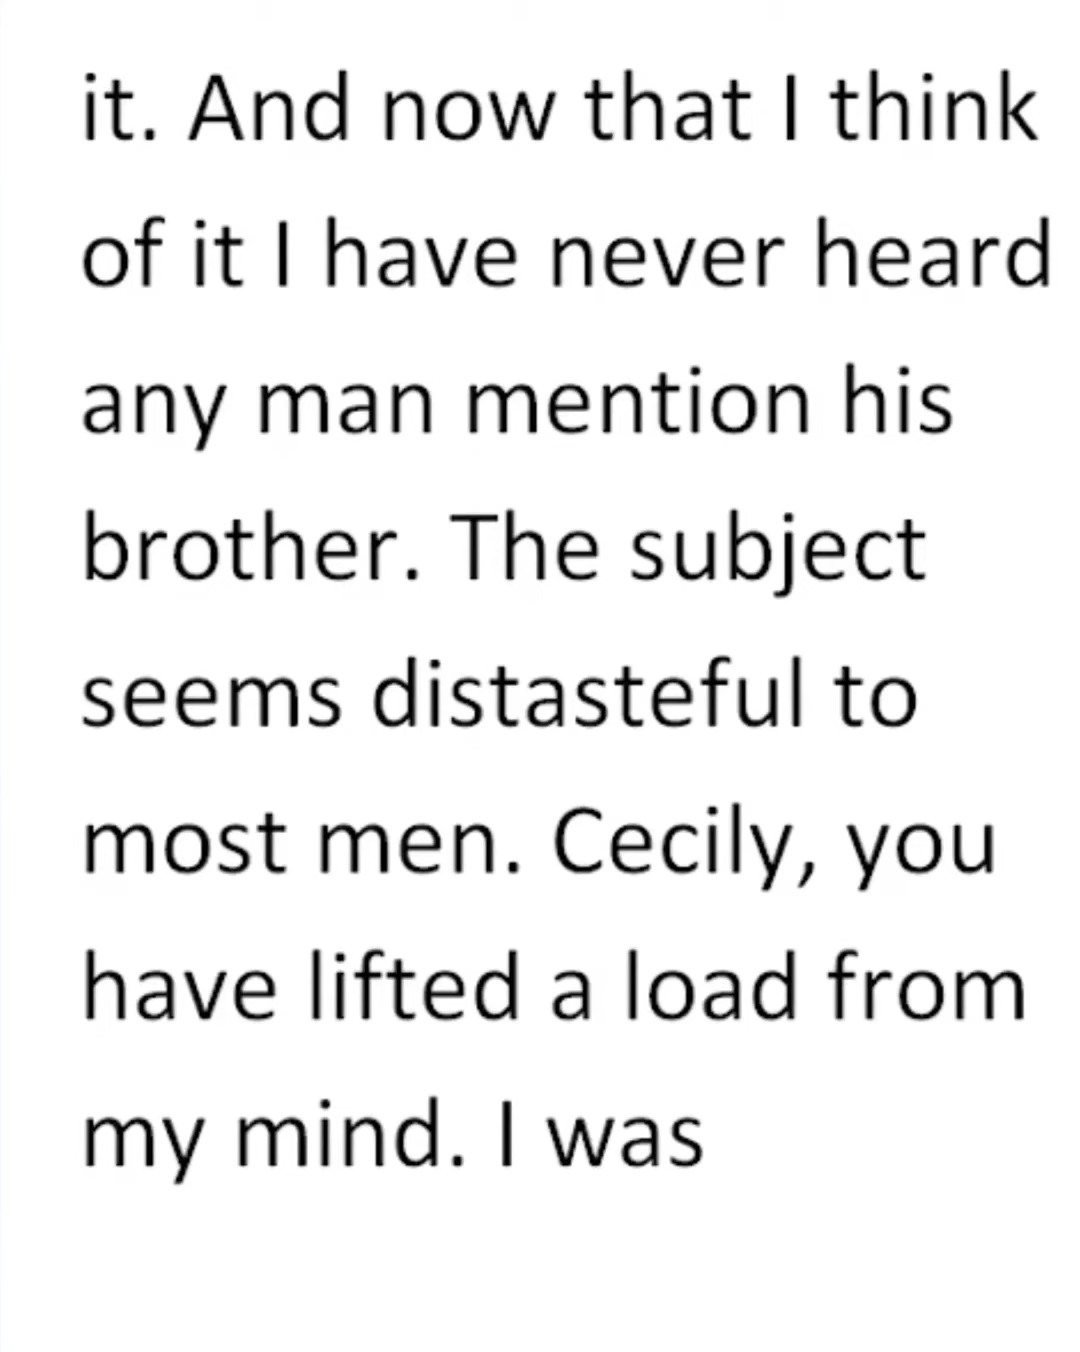 it. And now that I think
of it I have never heard
any man mention his
brother. The subject
seems distasteful to
most men. Cecily, you
have lifted a load from
my mind. I was